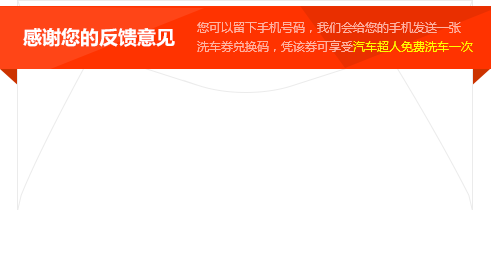 感谢您的反馈意见
您可以留下手机号码，我们会给您的手机发送一张
洗车券兑换码，凭该券可享受汽车超人免费洗车一次